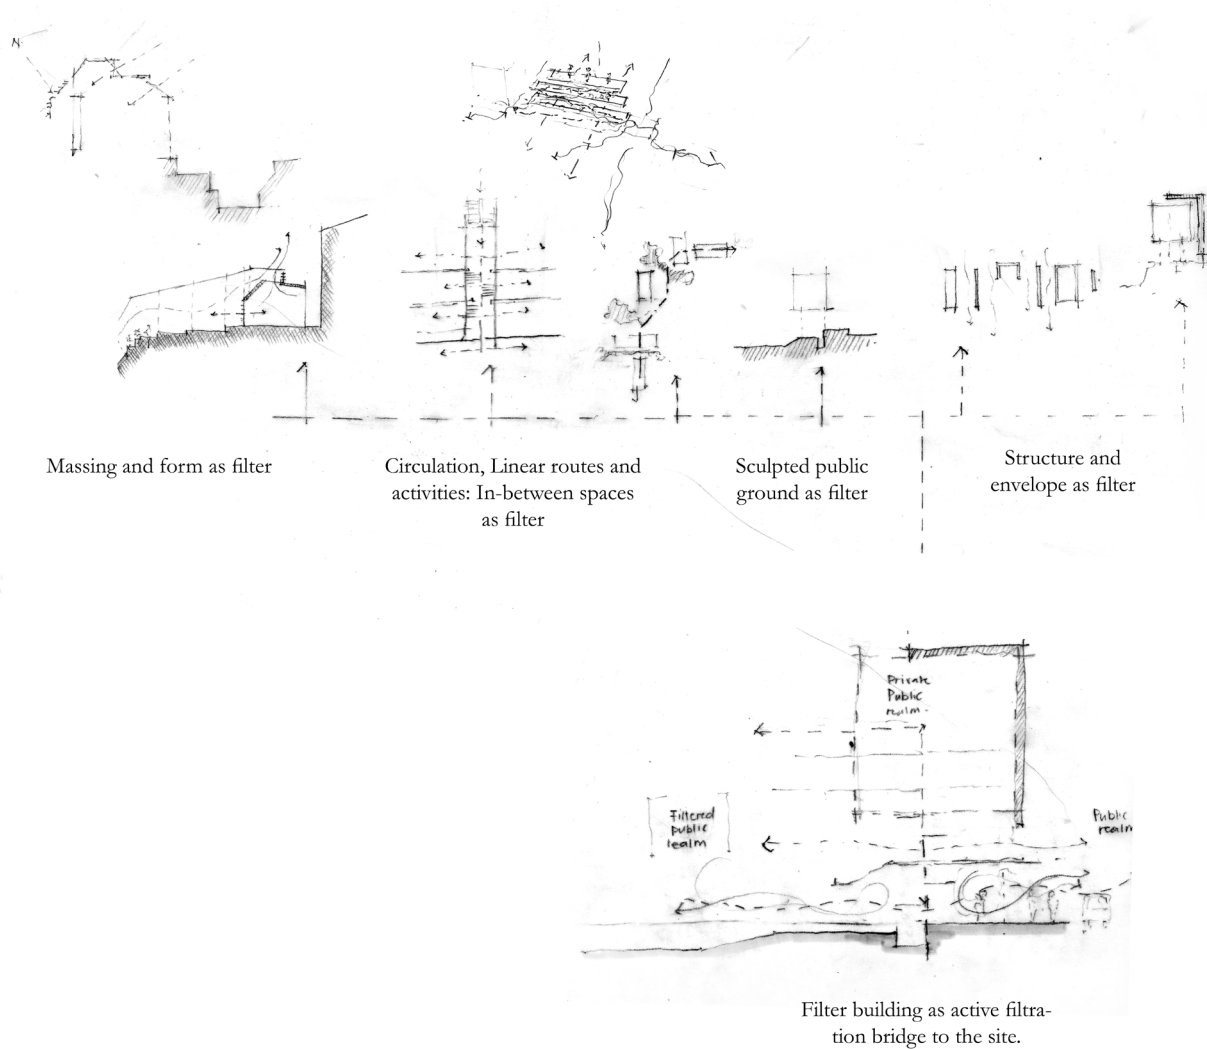 N
Massing and form as filter
Circulation, Linear routes and
activities: In-between spaces
as filter
Sculpted public
ground as filter
Structure and
envelope as filter
Private
Public
realm.
Filtered
public
realm
Public
realm
Filter building as active filtra-
tion bridge to the site.